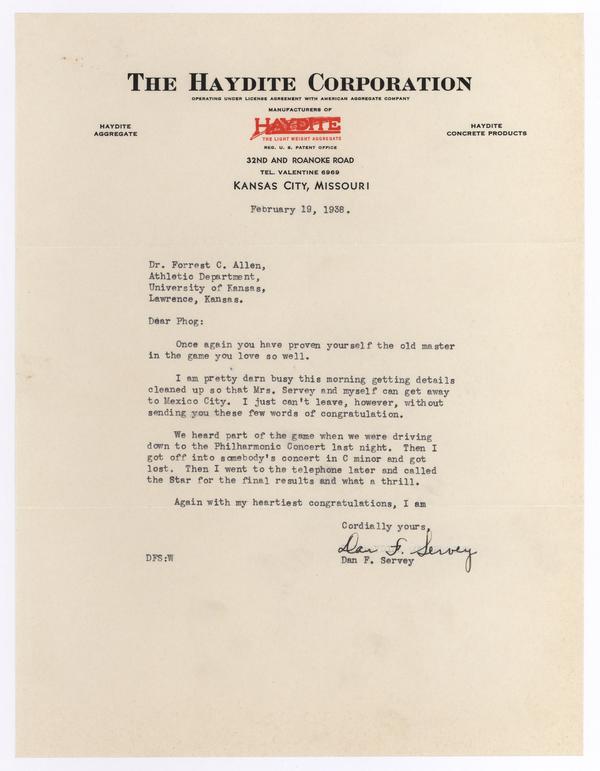 THE HAYDITE CORPORATION
OPERATING UNDER LICENSE AGREEMENT WITH AMERICAN AGGREGATE COMPANY
MANUFACTURERS OF
HAYDITE
AGGREGATE
HAYDITE
THE LIGHT WEIGHT AGGREGATE
REG. U. S. PATENT OFFICE
HAYDITE
CONCRETE PRODUCTS
32ND AND ROANOKE ROAD
TEL. VALENTINE 6969
KANSAS CITY, MISSOURI
February 19, 1938.
Dr. Forrest C. Allen,
Athletic Department,
University of Kansas,
Lawrence, Kansas.
Dear Phog:
Once again you have proven yourself the old master
in the game you love so well.
I am pretty darn busy this morning getting details
cleaned up so that Mrs. Servey and myself can get away
to Mexico City. I just can't leave, however, without
sending you these few words of congratulation.
We heard part of the game when we were driving
down to the Philharmonic Concert last night. Then I
got off into somebody's concert in C minor and got
lost. Then I went to the telephone later and called
the Star for the final results and what a thrill.
Again with my heartiest congratulations, I am
Cordially yours,
Dan F. Servey
Dan F. Servey
DFS:W